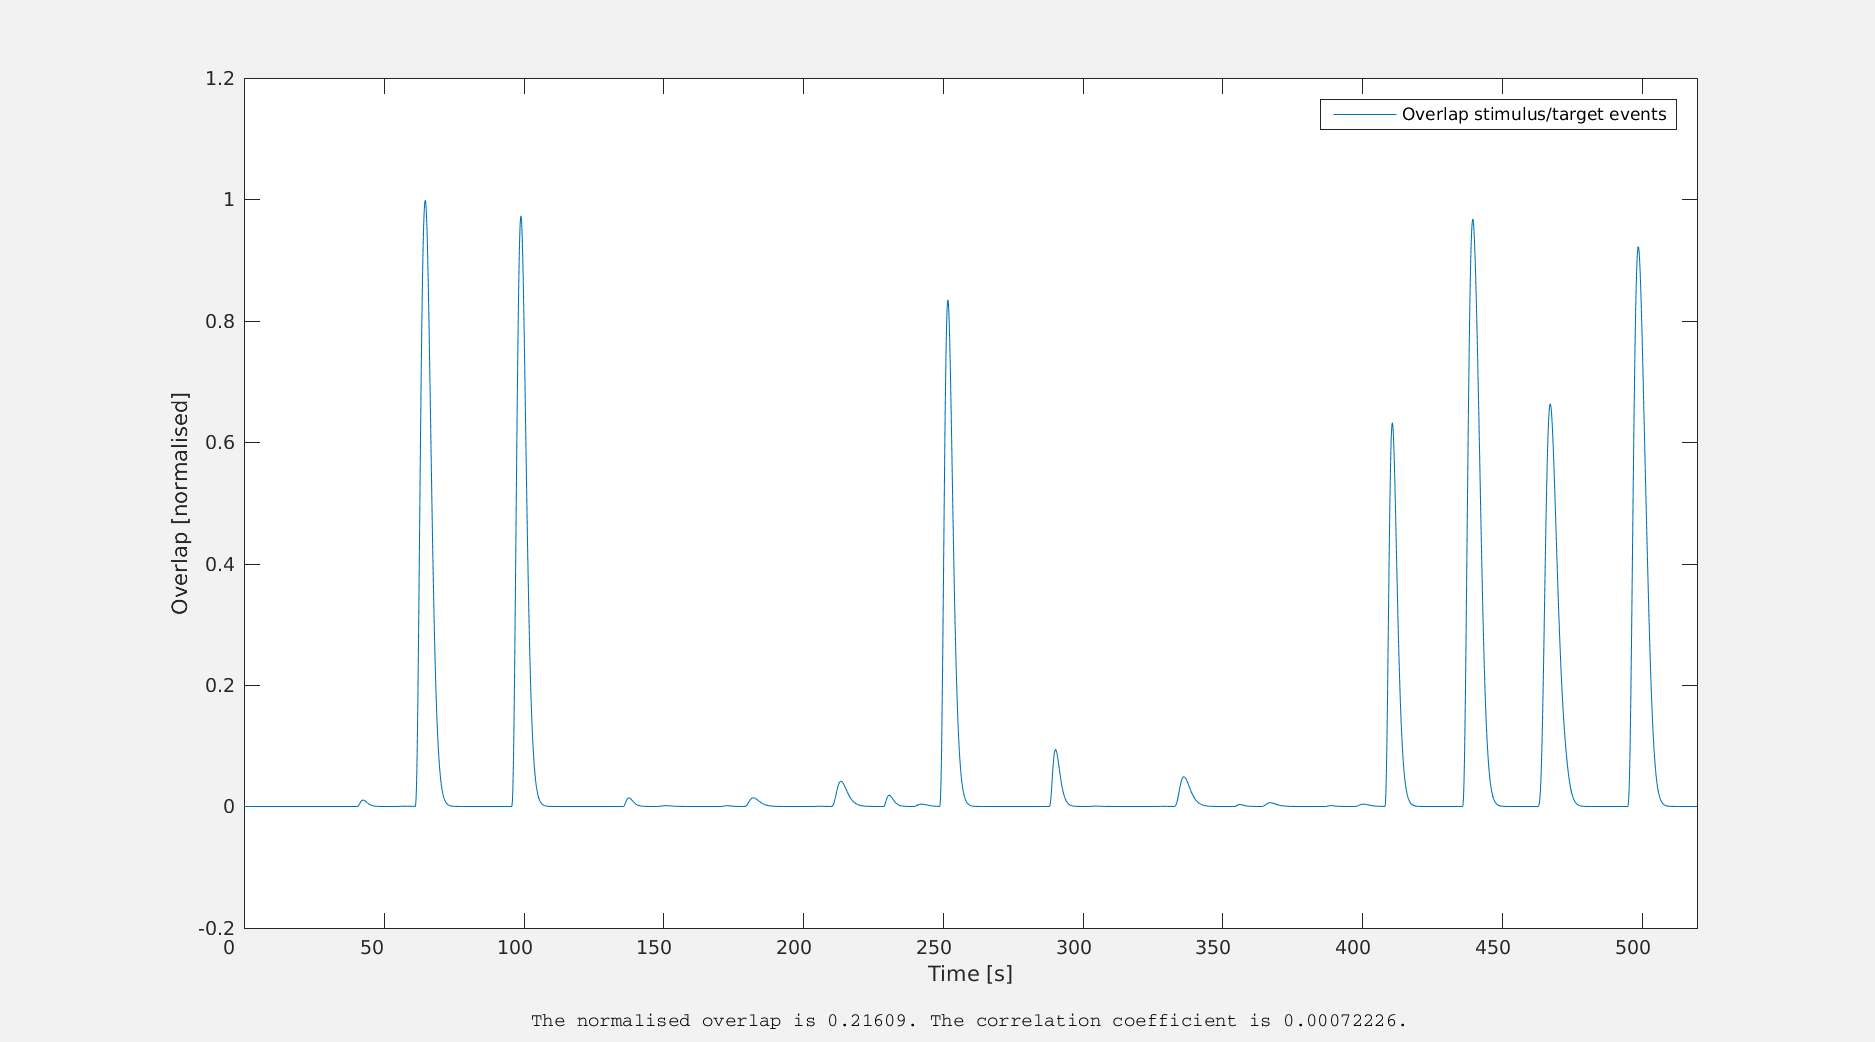 1.2
Overlap stimulus/target events
1
0.8
0.6
0.4
0.2
0
-0.2
Overlap [normalised]
0 50 100 150 200 250 300 350 400 450 500
Time [s]
The normalised overlap is 0.21609. The correlation coefficient is 0.00072226.